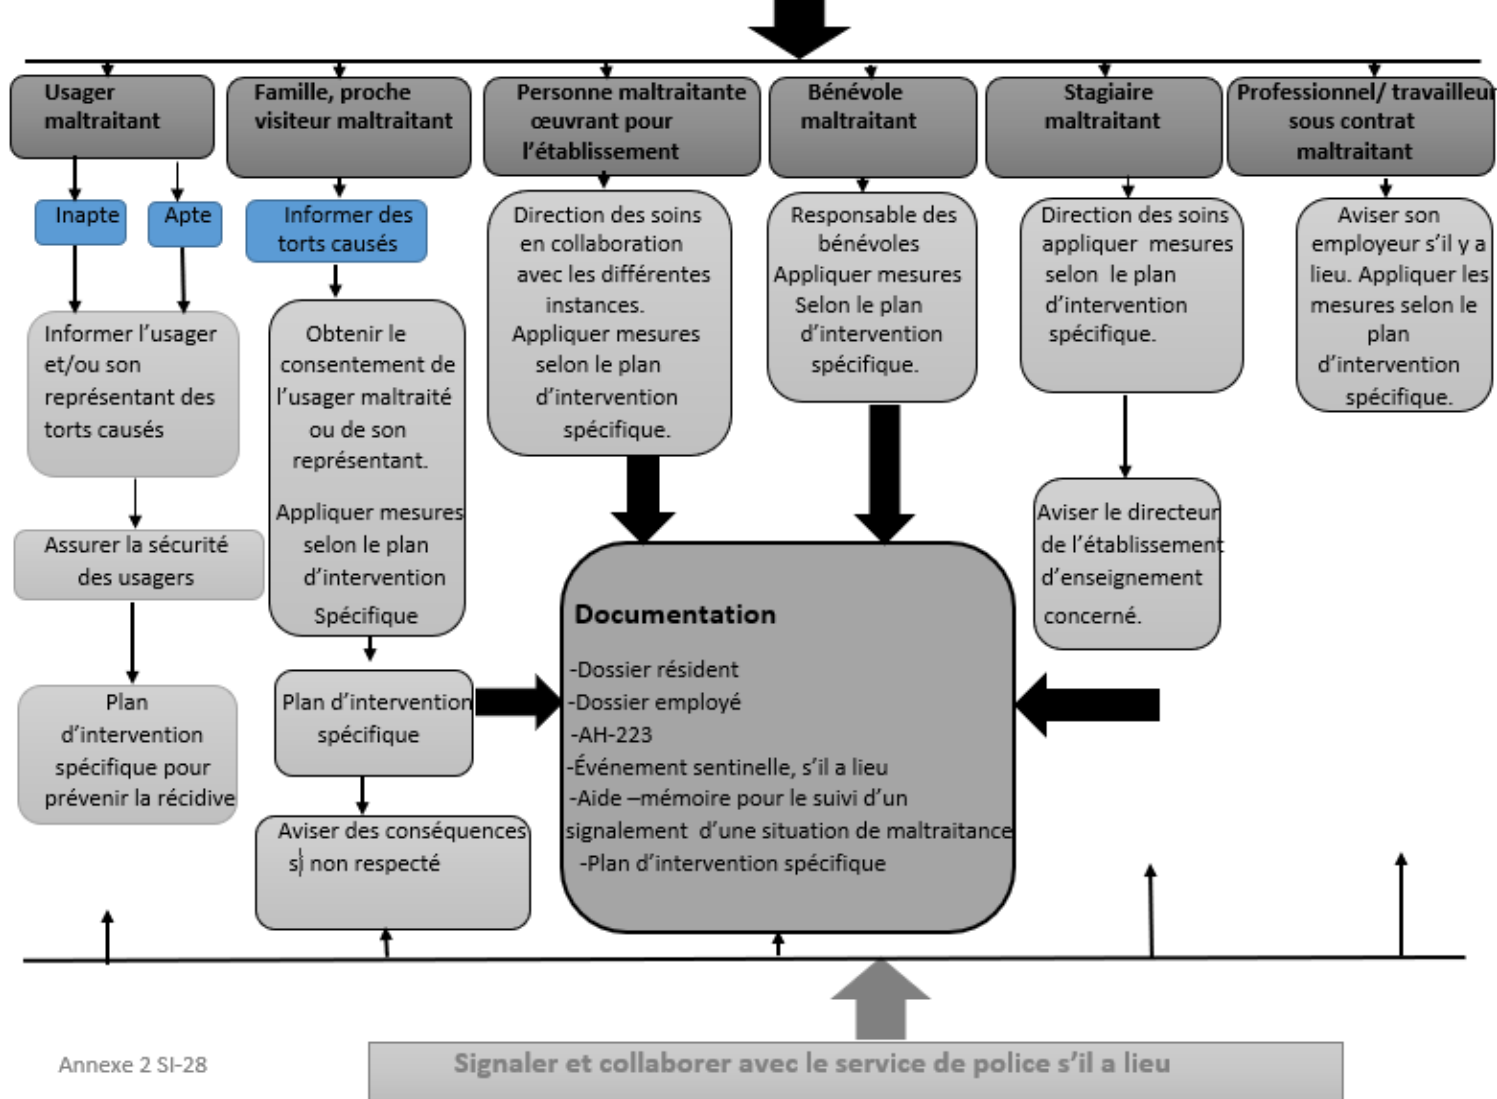 Usager
maltraitant
Famille, proche
visiteur maltraitant
Personne maltraitante
œuvrant pour
l’établissement
Bénévole
maltraitant
Stagiaire
maltraitant
Professionnel/ travailleur
sous contrat
maltraitant
Inapte
Apte
Informer des
torts causés
Informer l’usager
et/ou son
représentant des
torts causés
Assurer la sécurité
des usagers
Plan
d’intervention
spécifique pour
prévenir la récidive
Obtenir le
consentement de
l’usager maltraité
ou de son
représentant.
Appliquer mesures
selon le plan
d’intervention
Spécifique
Plan d’intervention
spécifique
Aviser des conséquences
si non respecté
Direction des soins
en collaboration
avec les différentes
instances.
Appliquer mesures
selon le plan
d’intervention
spécifique.
Responsable des
bénévoles
Appliquer mesures
Selon le plan
d’intervention
spécifique.
Direction des soins
appliquer mesures
selon le plan
d’intervention
spécifique.
Aviser le directeur
de l’établissement
d’enseignement
concerné.
Aviser son
employeur s’il y a
lieu. Appliquer les
mesures selon le
plan
d’intervention
spécifique.
Documentation
-Dossier résident
-Dossier employé
-AH-223
-Événement sentinelle, s’il a lieu
-Aide –mémoire pour le suivi d’un
signalement d’une situation de maltraitance
-Plan d’intervention spécifique
Annexe 2 SI-28
Signaler et collaborer avec le service de police s’il a lieu